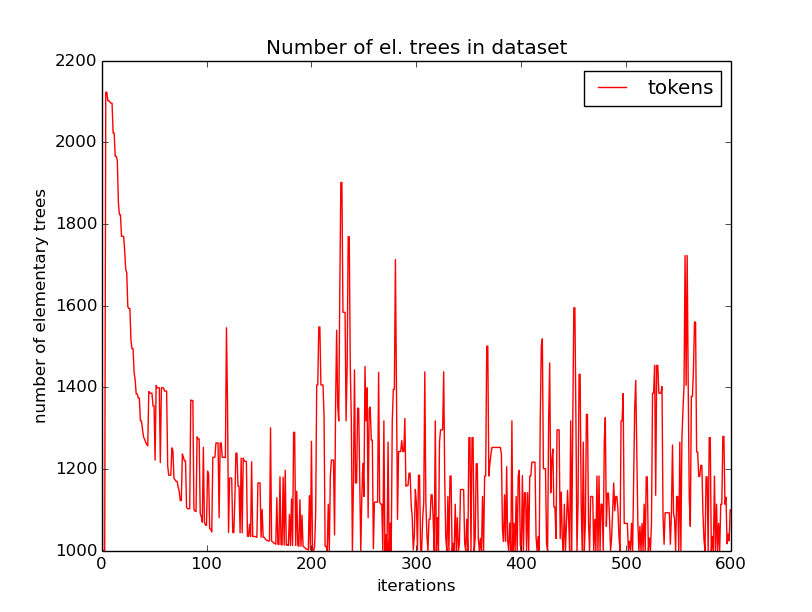 Number of el. trees in dataset
tokens
2200
2000
1800
1600
1400
1200
1000
number of elementary trees
0 100 200 300 400 500 600
iterations